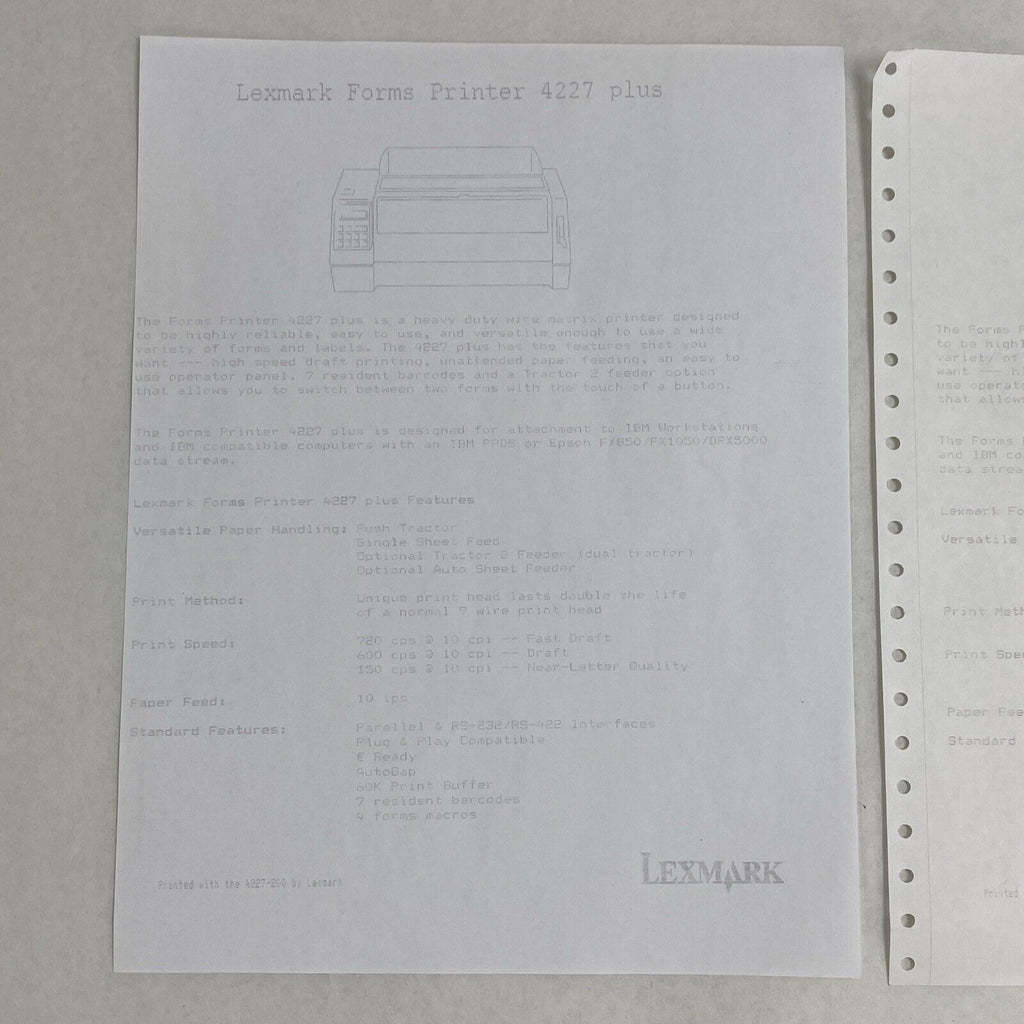 Lexmark Forms Printer 4227 plus
The Forms Printer 4227 plus is a heavy duty wire matrix printer designed
to be highly reliable, easy to use, and versatile enough to use a wide
variety of forms and labels. The 4227 plus has the features that you
want --- high speed draft printing, unattended paper feeding, an easy to
use operator panel, 7 resident barcodes and a Tractor 2 feeder option
that allows you to switch between two forms with the touch of a button.
The Forms Printer 4227 plus is designed for attachment to IBM Workstations
and IBM compatible computers with an IBM PPDS or Epson FX850/FX1050/DFX5000
data stream.
Lexmark Forms Printer 4227 plus Features
Versatile Paper Handling: Push Tractor
Single Sheet Feed
Optional Tractor 2 Feeder (dual tractor)
Optional Auto Sheet Feeder
Print Method: Unique print head lasts double the life
of a normal 9 wire print head
Print Speed: 720 cps @ 10 cpi -- Fast Draft
600 cps @ 10 cpi -- Draft
150 cps @ 10 cpi -- Near-Letter Quality
Paper Feed: 10 ips
Standard Features: Parallel & RS-232/RS-422 Interfaces
Plug & Play Compatible
€ Ready
AutoGap
60K Print Buffer
7 resident barcodes
4 forms macros
Printed with the 4227-200 by Lexmark
LEXMARK
The Forms P
to be highl
variety of
want --- hi
use operato
that allows
The Forms
and IBM co
data strea
Lexmark Fo
Versatile
Print Meth
Print Spee
Paper Fee
Standard
Printed